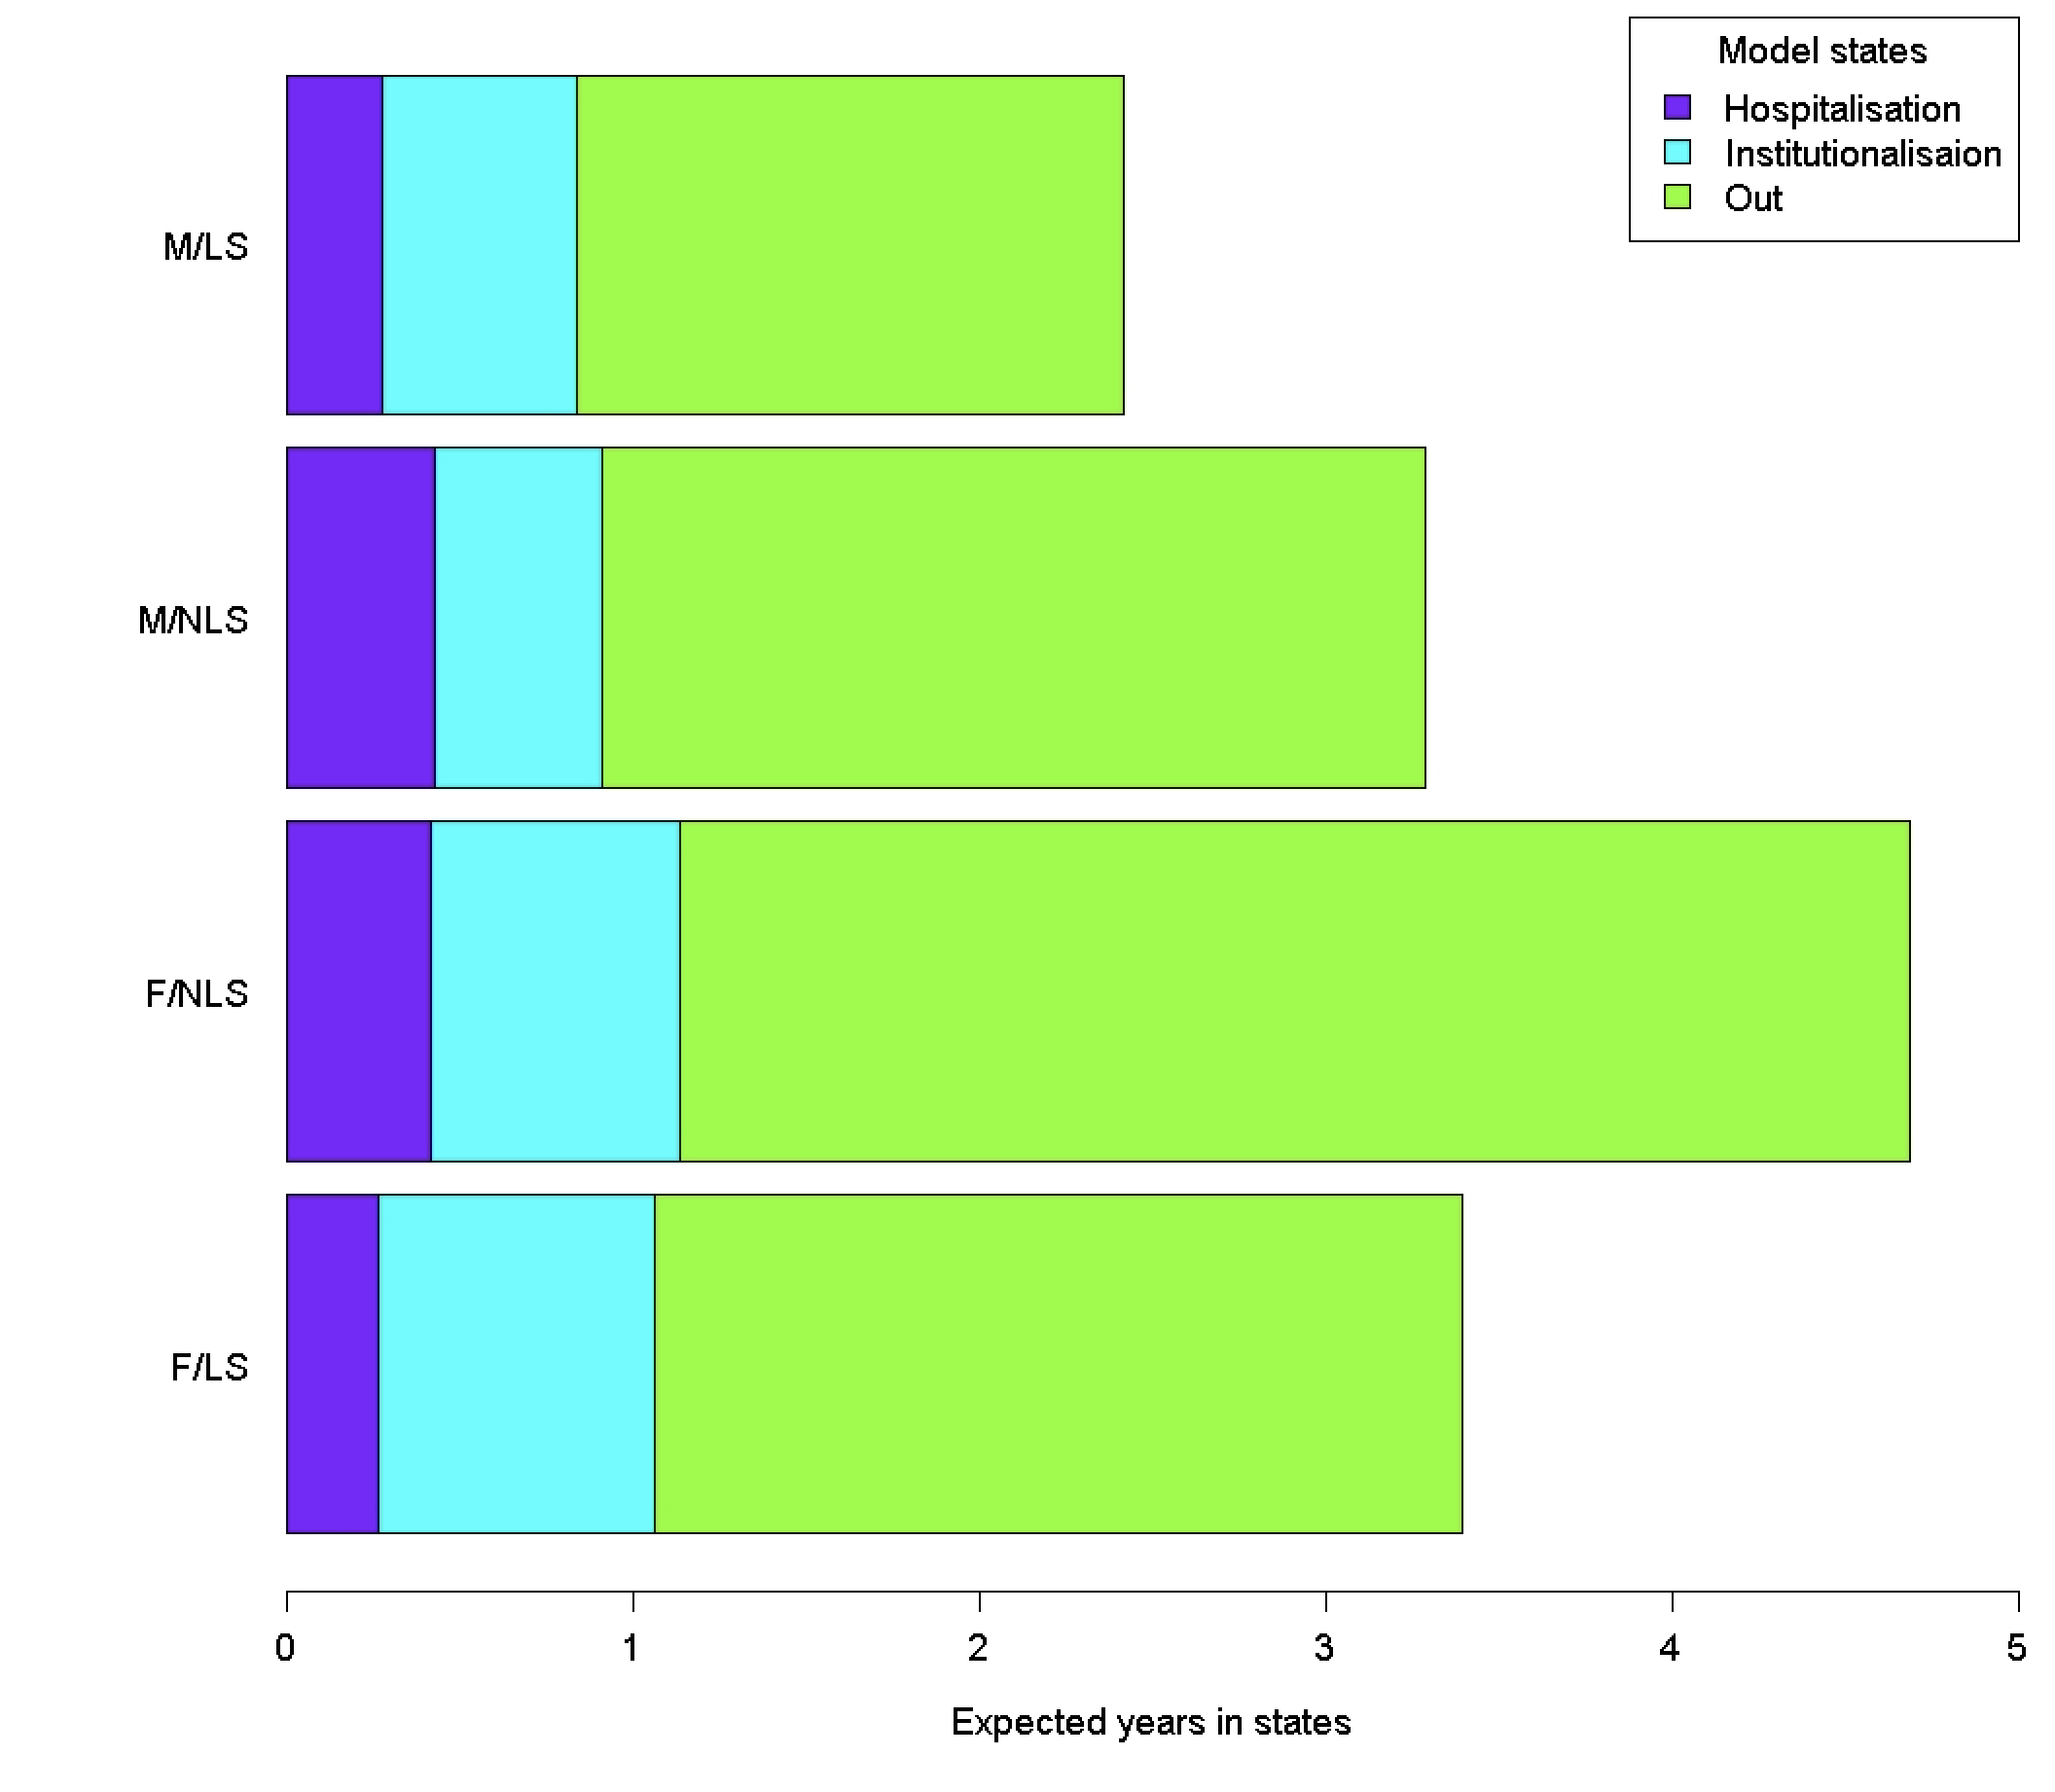 Model states
Hospitalisation
Institutionalisaion
Out
M/LS
M/NLS
F/NLS
F/LS
0 1 2 3 4 5
Expected years in states